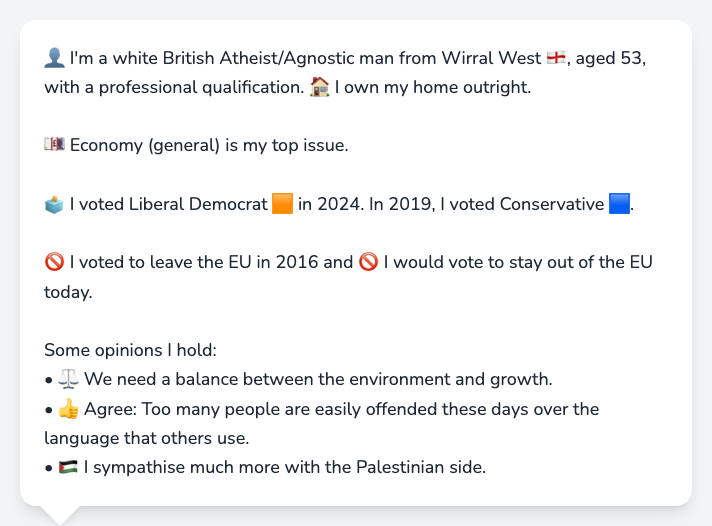 👤 I'm a white British Atheist/Agnostic man from Wirral West 🏴󠁧󠁢󠁥󠁮󠁧󠁿, aged 53,
with a professional qualification. 🏠 I own my home outright.
💷 Economy (general) is my top issue.
🗳️ I voted Liberal Democrat 🟧 in 2024. In 2019, I voted Conservative 🟦.
🚫 I voted to leave the EU in 2016 and 🚫 I would vote to stay out of the EU
today.
Some opinions I hold:
• ⚖️ We need a balance between the environment and growth.
• 👍 Agree: Too many people are easily offended these days over the
language that others use.
• 🇵🇸 I sympathise much more with the Palestinian side.